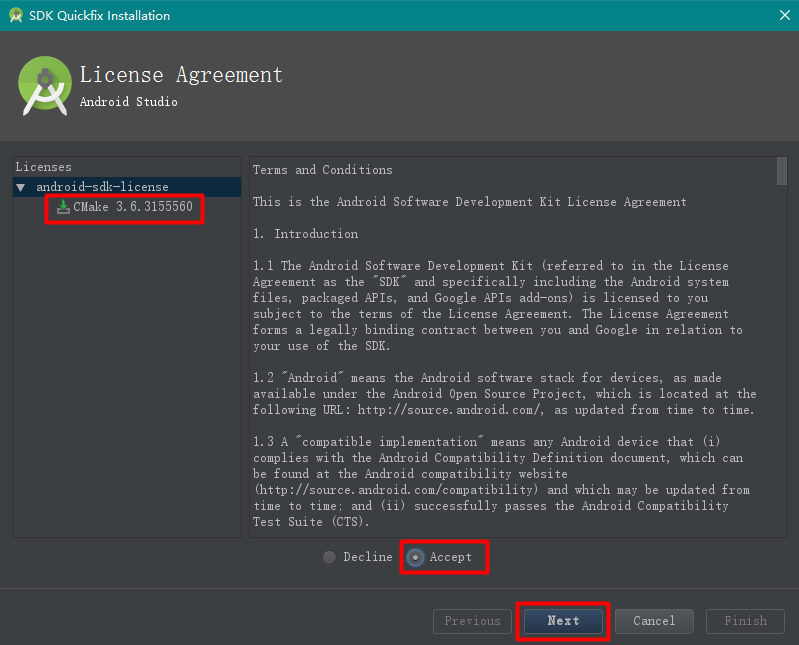 SDK Quickfix Installation
License Agreement
Android Studio
Licenses
android-sdk-license
CMake 3.6.3155560
Terms and Conditions
This is the Android Software Development Kit License Agreement
1. Introduction
1.1 The Android Software Development Kit (referred to in the License
Agreement as the "SDK" and specifically including the Android system
files, packaged APIs, and Google APIs add-ons) is licensed to you
subject to the terms of the License Agreement. The License Agreement
forms a legally binding contract between you and Google in relation to
your use of the SDK.
1.2 "Android" means the Android software stack for devices, as made
available under the Android Open Source Project, which is located at the
following URL: http://source.android.com/, as updated from time to time.
1.3 A "compatible implementation" means any Android device that (i)
complies with the Android Compatibility Definition document, which can
be found at the Android compatibility website
(http://source.android.com/compatibility) and which may be updated from
time to time; and (ii) successfully passes the Android Compatibility
Test Suite (CTS).
Decline Accept
Previous Next Cancel Finish